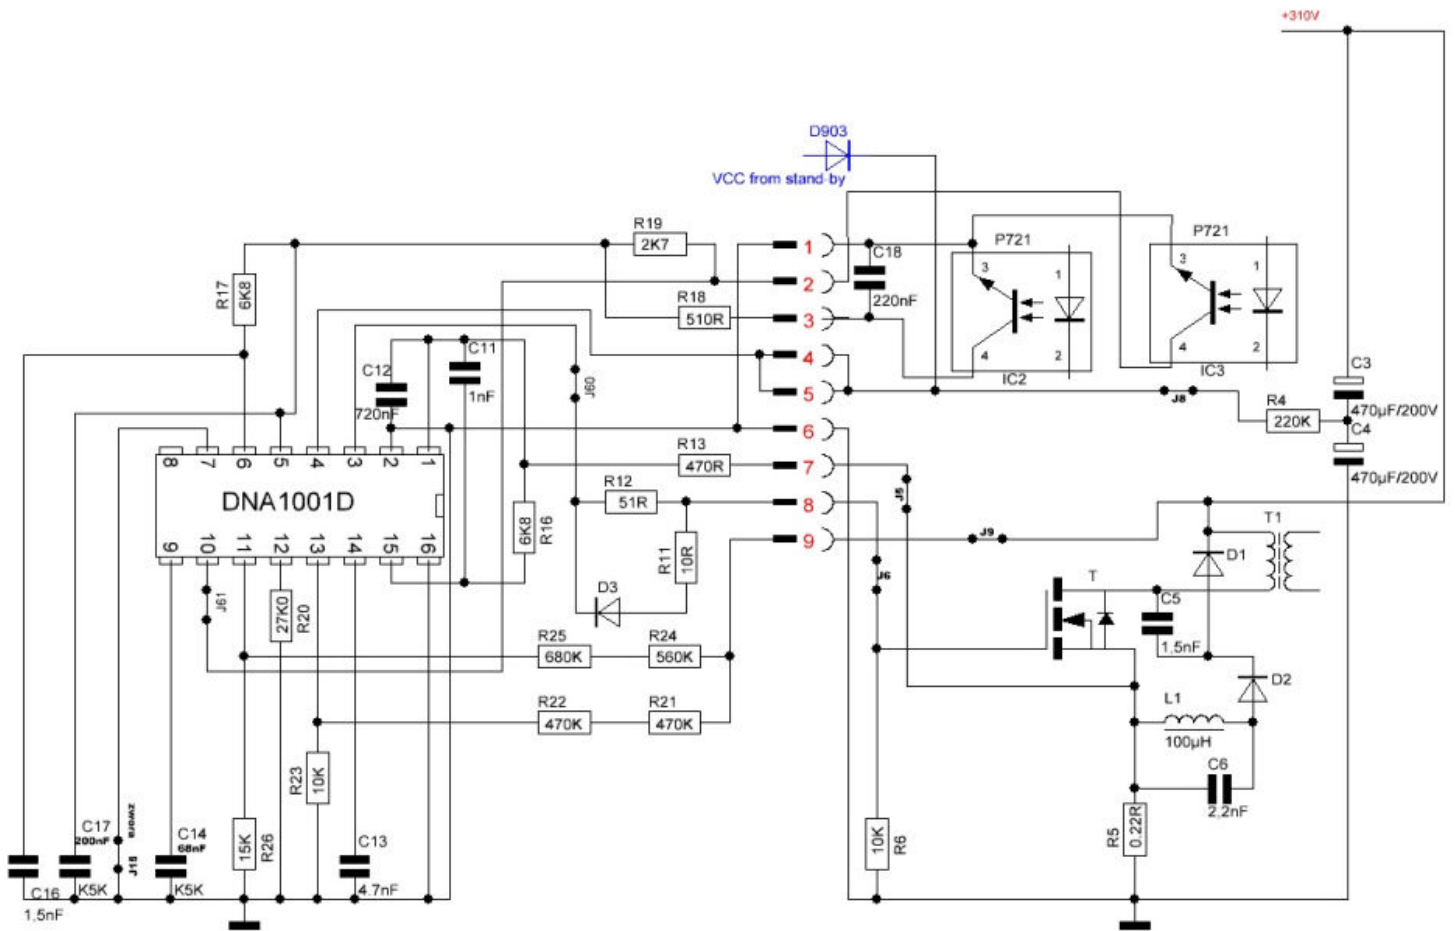 +310V
D903
VCC from stand-by
R19
2K7
R17
6K8
R18
510R
1
2
3
4
5
6
7
8
9
C18
220nF
P721
3
1
4
2
IC2
P721
3
1
4
2
IC3
C3
470µF/200V
R4
220K
C4
470µF/200V
J8
C12
720nF
C11
1nF
J60
R13
470R
R12
51R
R11
10R
R16
6K8
D3
8
7
6
5
4
3
2
1
DNA1001D
9
10
11
12
13
14
15
16
J61
R20
27K0
R25
680K
R24
560K
R22
470K
R21
470K
R23
10K
R26
15K
J5
J9
J6
T
T1
D1
C5
1,5nF
D2
L1
100µH
C6
2,2nF
R6
10K
R5
0.22R
C16
1,5nF
C17
200nF
K5K
zwora
J15
C14
68nF
K5K
C13
4.7nF